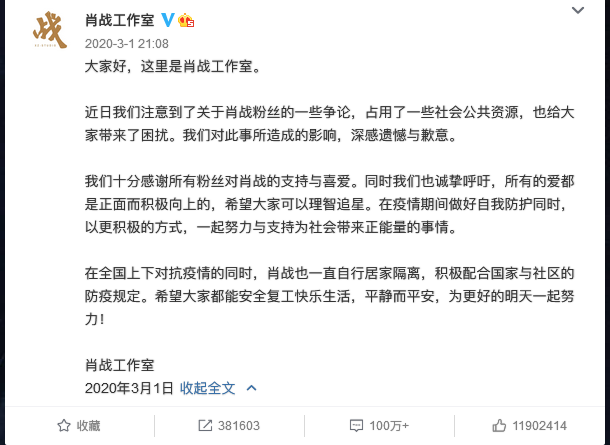 战
肖战工作室
2020-3-1 21:08
大家好，这里是肖战工作室。
近日我们注意到了关于肖战粉丝的一些争论，占用了一些社会公共资源，也给大
家带来了困扰。我们对此事所造成的影响，深感遗憾与歉意。
我们十分感谢所有粉丝对肖战的支持与喜爱。同时我们也诚挚呼吁，所有的爱都
是正面而积极向上的，希望大家可以理智追星。在疫情期间做好自我防护同时，
以更积极的方式，一起努力与支持为社会带来正能量的事情。
在全国上下对抗疫情的同时，肖战也一直自行居家隔离，积极配合国家与社区的
防疫规定。希望大家都能安全复工快乐生活，平静而平安，为更好的明天一起努
力！
肖战工作室
2020年3月1日 收起全文
收藏 381603 100万+ 11902414